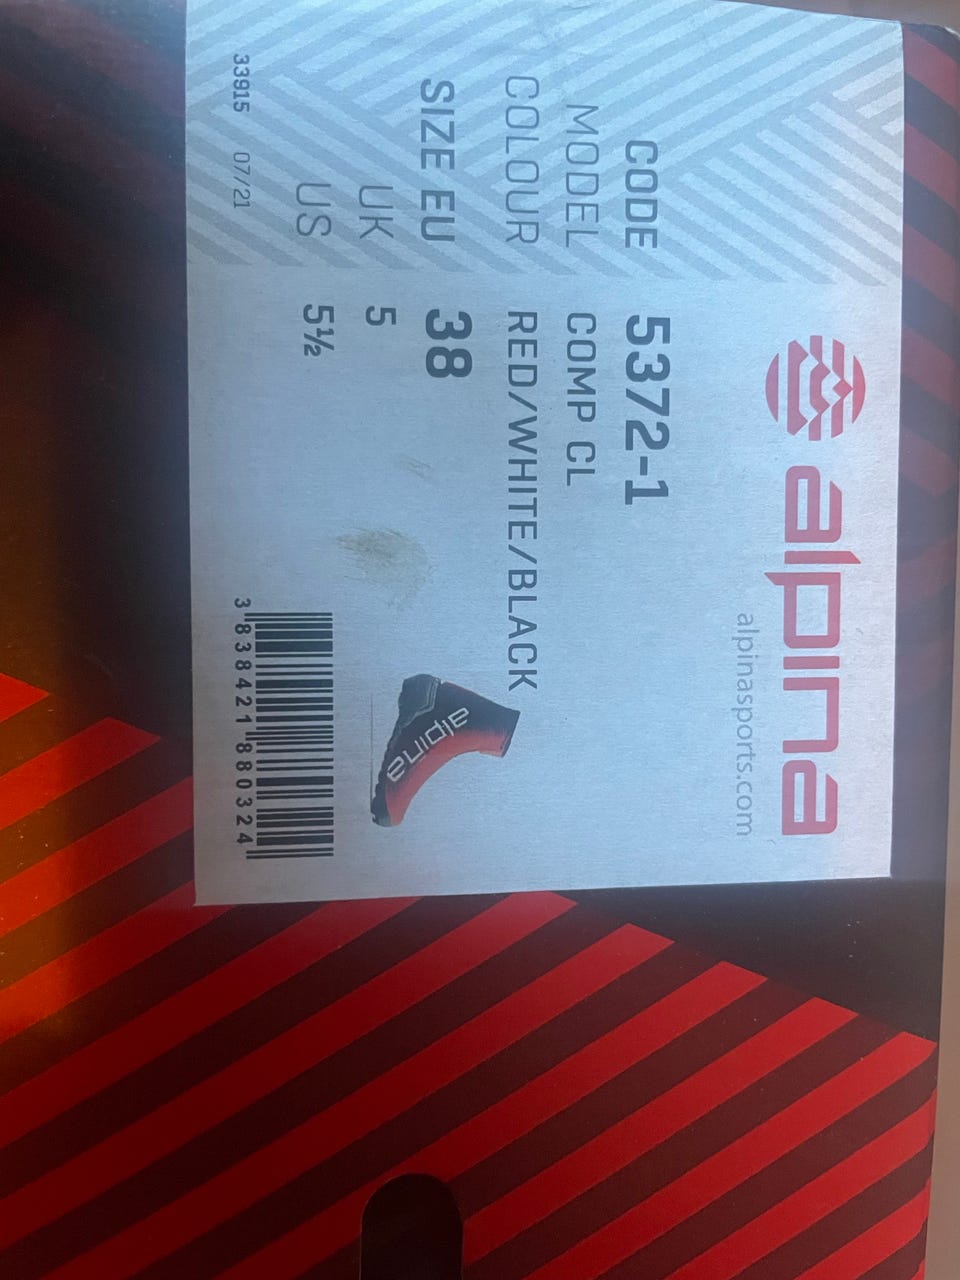 alpina
alpinasports.com
CODE 5372-1
MODEL COMP CL
COLOUR RED/WHITE/BLACK
SIZE EU 38
UK 5
US 5½
alpina
33915 07/21
3 838421 880324